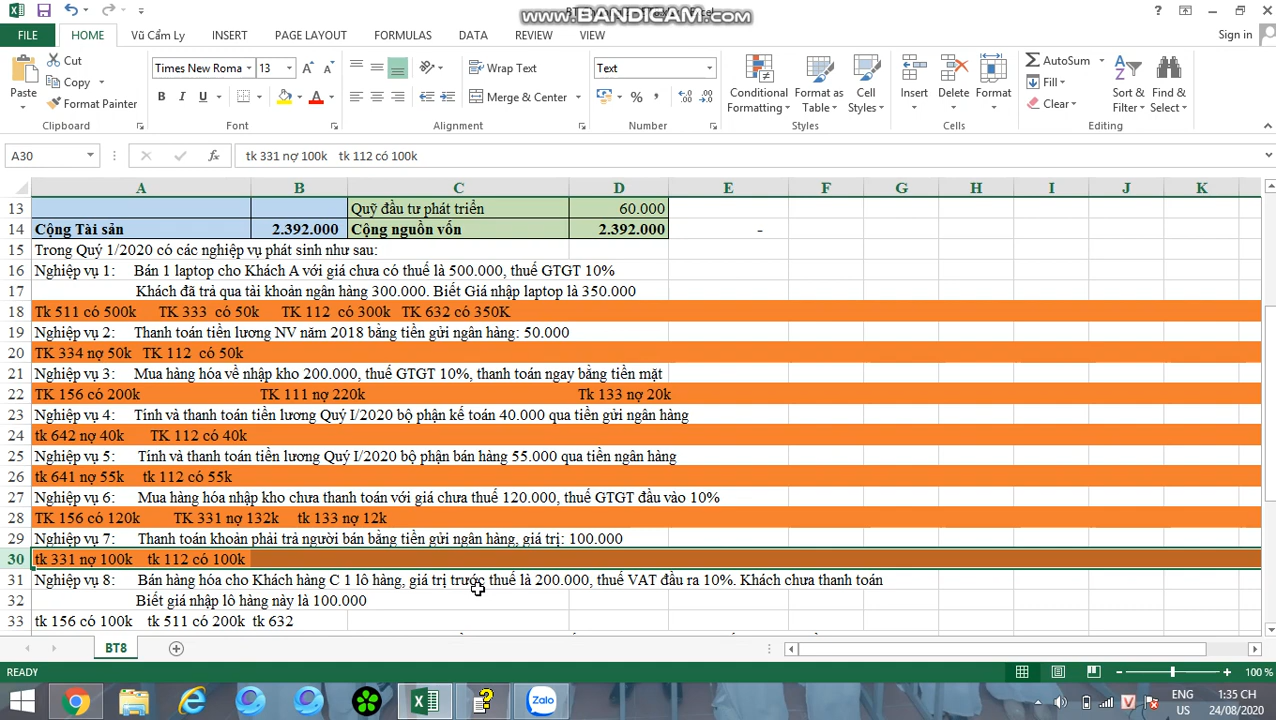 www.BANDICAM.com
FILE HOME Vũ Cẩm Ly INSERT PAGE LAYOUT FORMULAS DATA REVIEW VIEW Sign in
Paste Cut Copy Format Painter Clipboard
Times New Roma 13 B I U A Font
Wrap Text Merge & Center Alignment
Text % Number
Conditional Formatting Format as Table Cell Styles Styles
Insert Delete Format Cells
AutoSum Fill Clear Sort & Filter Find & Select Editing
A30 fx tk 331 nợ 100k tk 112 có 100k
A B C D E F G H I J K
13 Quỹ đầu tư phát triển 60.000
14 Cộng Tài sản 2.392.000 Cộng nguồn vốn 2.392.000 -
15 Trong Quý 1/2020 có các nghiệp vụ phát sinh như sau:
16 Nghiệp vụ 1: Bán 1 laptop cho Khách A với giá chưa có thuế là 500.000, thuế GTGT 10%
17 Khách đã trả qua tài khoản ngân hàng 300.000. Biết Giá nhập laptop là 350.000
18 Tk 511 có 500k TK 333 có 50k TK 112 có 300k TK 632 có 350K
19 Nghiệp vụ 2: Thanh toán tiền lương NV năm 2018 bằng tiền gửi ngân hàng: 50.000
20 TK 334 nợ 50k TK 112 có 50k
21 Nghiệp vụ 3: Mua hàng hóa về nhập kho 200.000, thuế GTGT 10%, thanh toán ngay bằng tiền mặt
22 TK 156 có 200k TK 111 nợ 220k Tk 133 nợ 20k
23 Nghiệp vụ 4: Tính và thanh toán tiền lương Quý I/2020 bộ phận kế toán 40.000 qua tiền gửi ngân hàng
24 tk 642 nợ 40k TK 112 có 40k
25 Nghiệp vụ 5: Tính và thanh toán tiền lương Quý I/2020 bộ phận bán hàng 55.000 qua tiền ngân hàng
26 tk 641 nợ 55k tk 112 có 55k
27 Nghiệp vụ 6: Mua hàng hóa nhập kho chưa thanh toán với giá chưa thuế 120.000, thuế GTGT đầu vào 10%
28 TK 156 có 120k TK 331 nợ 132k tk 133 nợ 12k
29 Nghiệp vụ 7: Thanh toán khoản phải trả người bán bằng tiền gửi ngân hàng, giá trị: 100.000
30 tk 331 nợ 100k tk 112 có 100k
31 Nghiệp vụ 8: Bán hàng hóa cho Khách hàng C 1 lô hàng, giá trị trước thuế là 200.000, thuế VAT đầu ra 10%. Khách chưa thanh toán
32 Biết giá nhập lô hàng này là 100.000
33 tk 156 có 100k tk 511 có 200k tk 632
BT8
READY 100 %
Zalo ENG 1:35 CH
US 24/08/2020